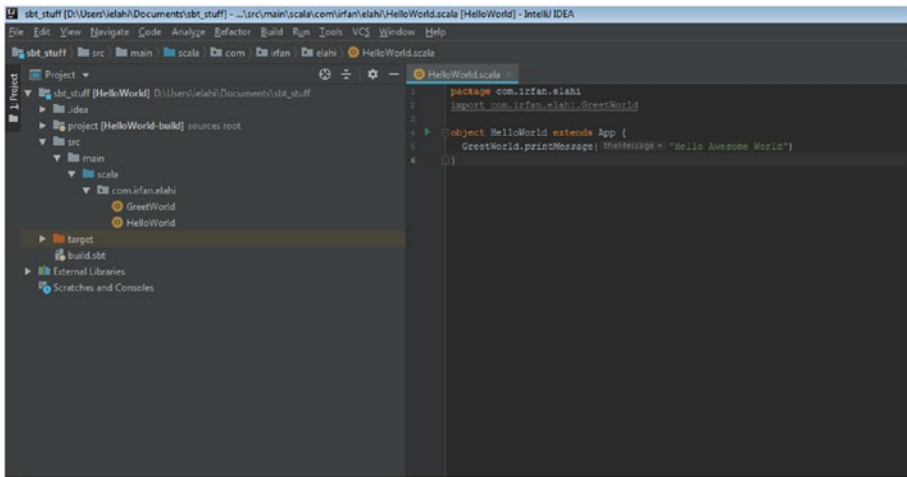 sbt_stuff [D:\Users\ielahi\Documents\sbt_stuff] - ...\src\main\scala\com\irfan\elahi\HelloWorld.scala [HelloWorld] - IntelliJ IDEA
File Edit View Navigate Code Analyze Refactor Build Run Tools VCS Window Help
sbt_stuff src main scala com irfan elahi HelloWorld.scala
1: Project
Project
HelloWorld.scala
sbt_stuff [HelloWorld] D:\Users\ielahi\Documents\sbt_stuff
.idea
project [HelloWorld-build] sources root
src
main
scala
com.irfan.elahi
GreetWorld
HelloWorld
target
build.sbt
External Libraries
Scratches and Consoles
1 package com.irfan.elahi
2 import com.irfan.elahi.GreetWorld
3
4 object HelloWorld extends App {
5 GreetWorld.printMessage( theMessage = "Hello Awesome World")
6 }